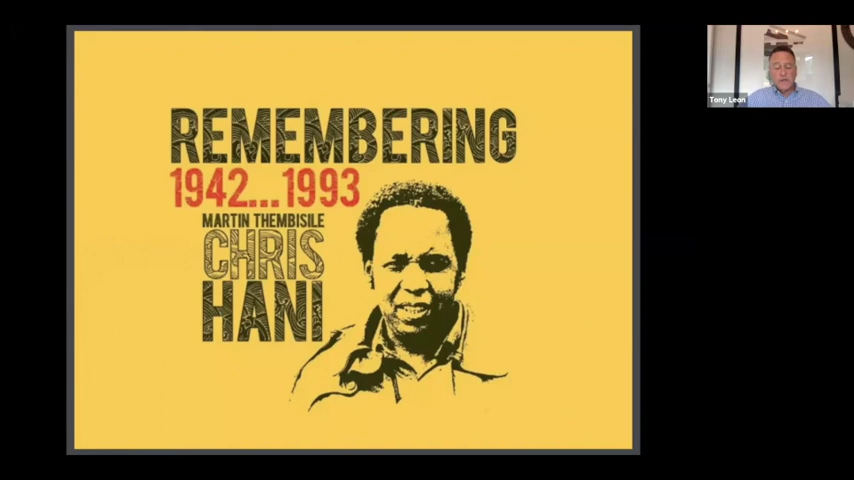 REMEMBERING
1942...1993
MARTIN THEMBISILE
CHRIS
HANI
Tony Leon